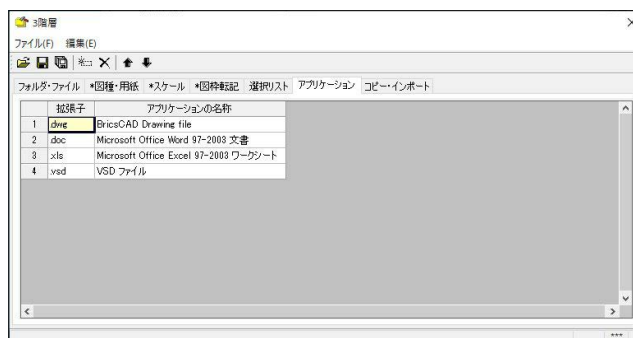 3階層
ファイル(F) 編集(E)
フォルダ・ファイル *図種・用紙 *スケール *図枠転記 選択リスト アプリケーション コピー・インポート
拡張子 アプリケーションの名称
1 dwg BricsCAD Drawing file
2 doc Microsoft Office Word 97-2003 文書
3 xls Microsoft Office Excel 97-2003 ワークシート
4 vsd VSD ファイル
***